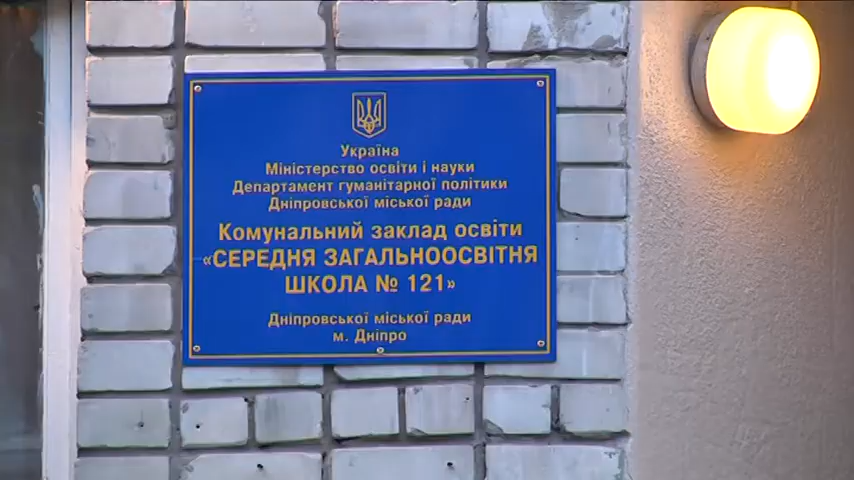 Україна
Міністерство освіти і науки
Департамент гуманітарної політики
Дніпровської міської ради
Комунальний заклад освіти
«СЕРЕДНЯ ЗАГАЛЬНООСВІТНЯ
ШКОЛА № 121»
Дніпровської міської ради
м. Дніпро